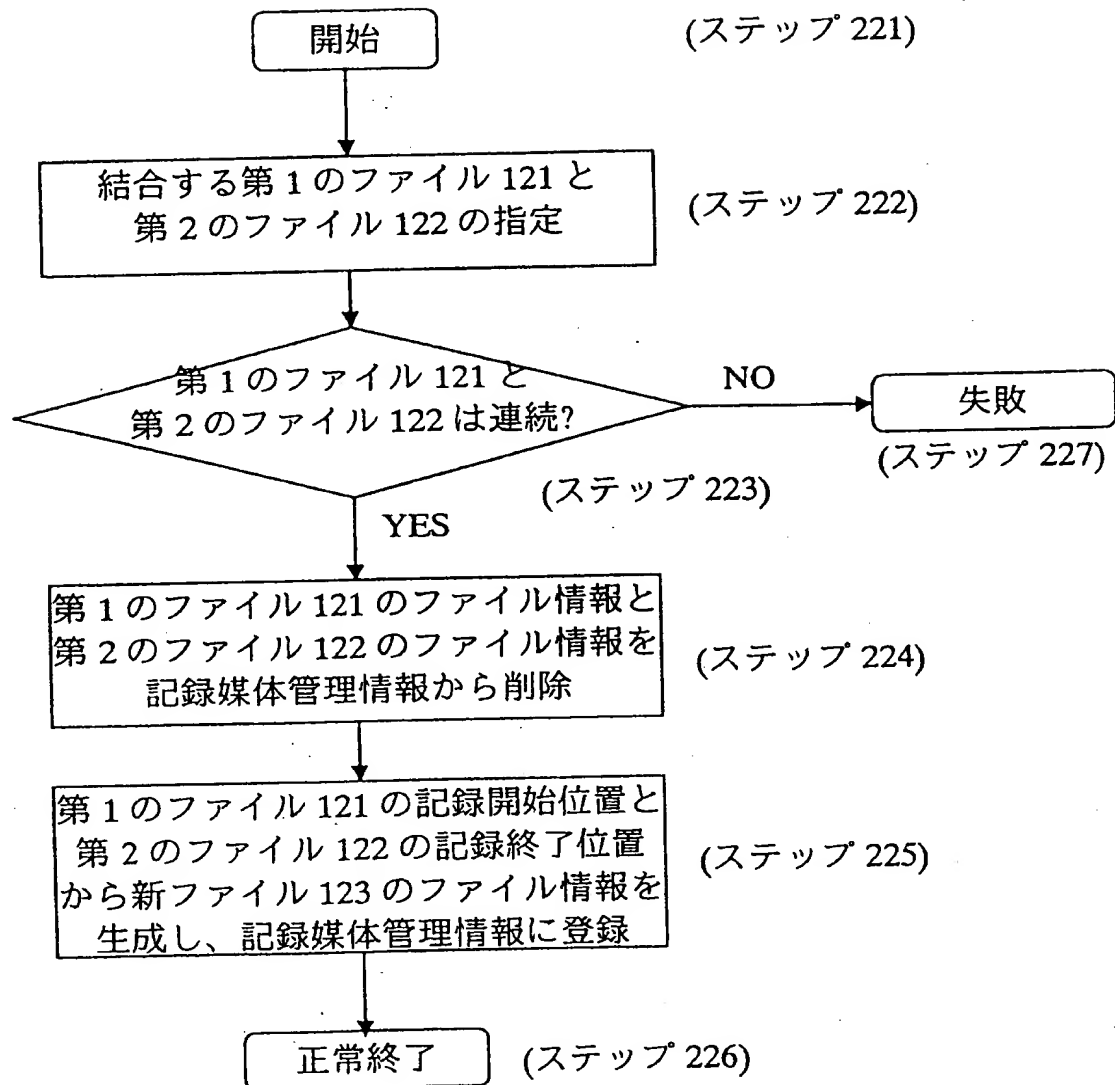 開始
(ステップ 221)
結合する第 1 のファイル 121 と
第 2 のファイル 122 の指定
(ステップ 222)
第 1 のファイル 121 と
第 2 のファイル 122 は連続?
NO
失敗
(ステップ 227)
(ステップ 223)
YES
第 1 のファイル 121 のファイル情報と
第 2 のファイル 122 のファイル情報を
記録媒体管理情報から削除
(ステップ 224)
第 1 のファイル 121 の記録開始位置と
第 2 のファイル 122 の記録終了位置
から新ファイル 123 のファイル情報を
生成し、記録媒体管理情報に登録
(ステップ 225)
正常終了
(ステップ 226)